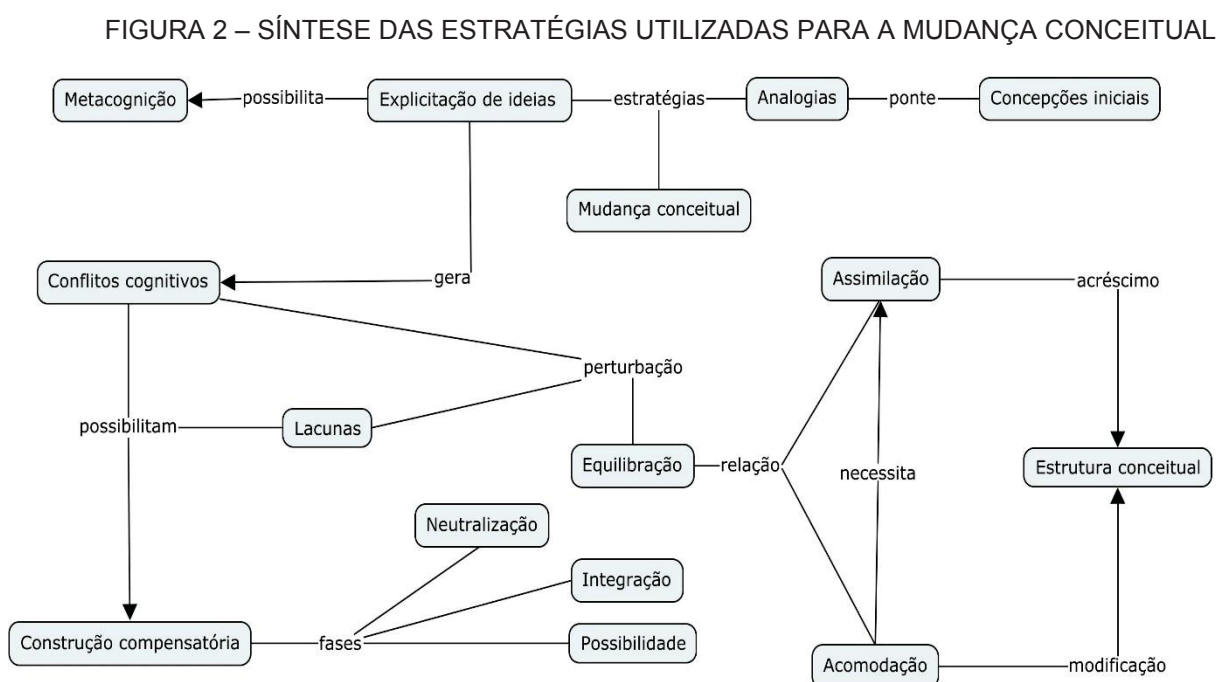 FIGURA 2 – SÍNTESE DAS ESTRATÉGIAS UTILIZADAS PARA A MUDANÇA CONCEITUAL
Metacognição
possibilita
Explicitação de ideias
estratégias
Analogias
ponte
Concepções iniciais
Mudança conceitual
Conflitos cognitivos
gera
Assimilação
acréscimo
perturbação
possibilitam
Lacunas
Equilibração
relação
necessita
Estrutura conceitual
Neutralização
Integração
Construção compensatória
fases
Possibilidade
Acomodação
modificação